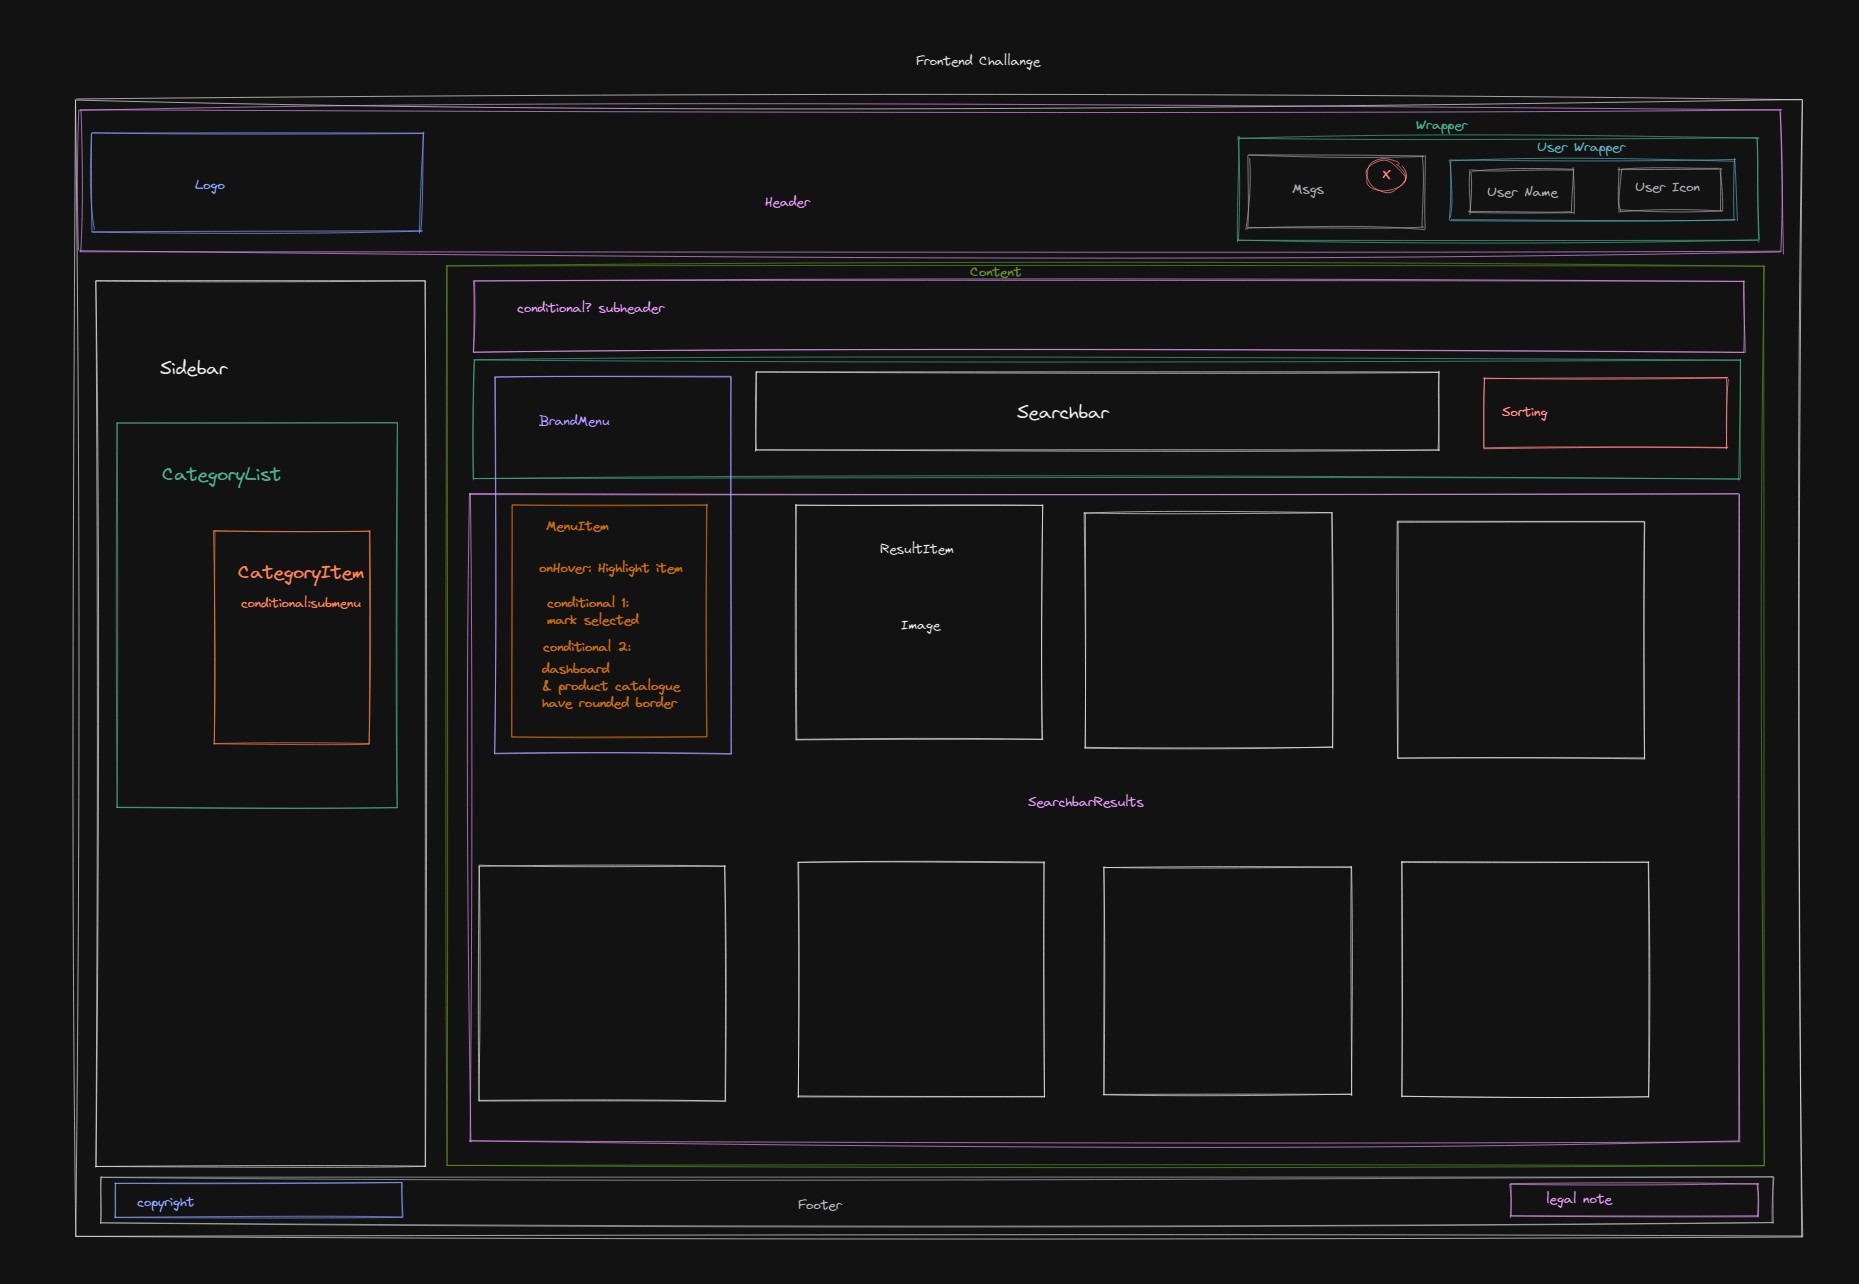 Frontend Challange
Wrapper
User Wrapper
Logo
Header
Msgs
x
User Name
User Icon
Content
conditional? subheader
Sidebar
BrandMenu
Searchbar
Sorting
CategoryList
CategoryItem
conditional:submenu
MenuItem
onHover: Highlight item
conditional 1:
mark selected
conditional 2:
dashboard
& product catalogue
have rounded border
ResultItem
Image
SearchbarResults
copyright
Footer
legal note